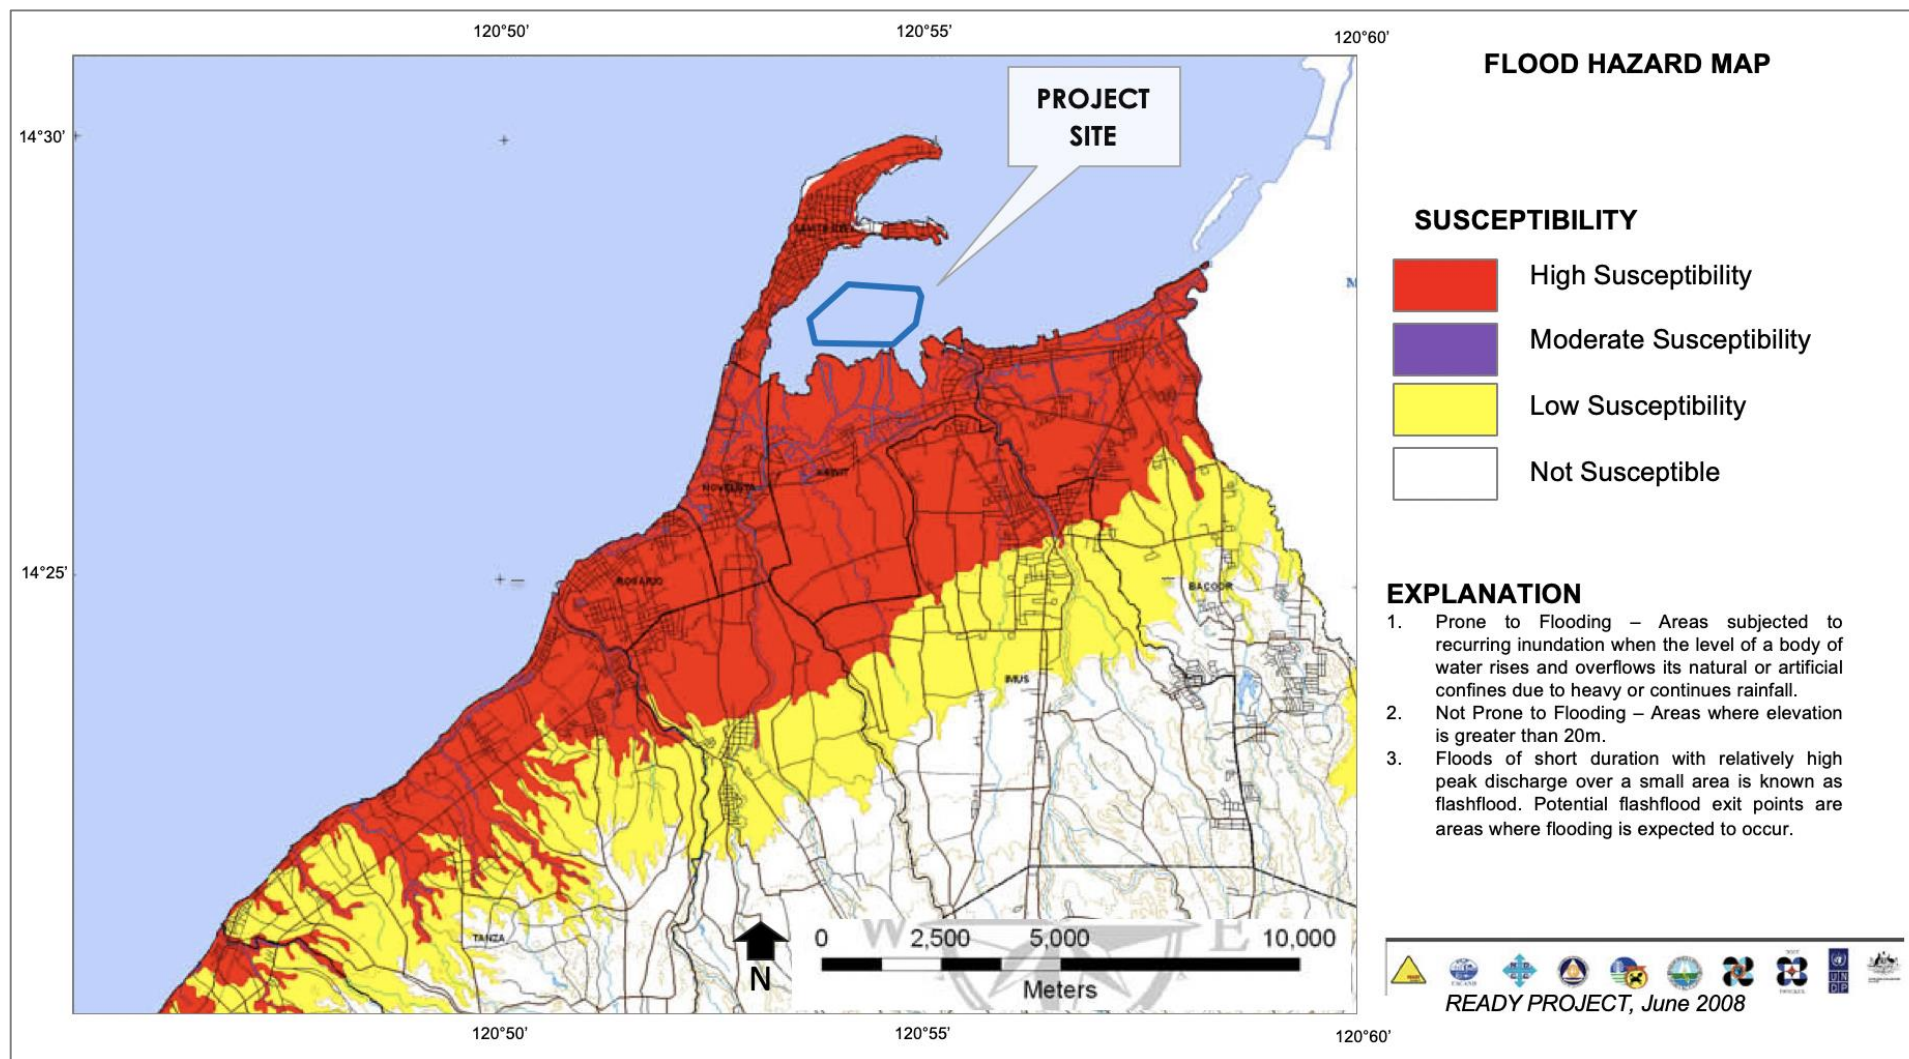 120°50'
120°55'
120°60'
FLOOD HAZARD MAP
PROJECT
SITE
14°30'
SUSCEPTIBILITY
High Susceptibility
Moderate Susceptibility
Low Susceptibility
Not Susceptible
ROSARIO
14°25'
BACOOR
IMUS
EXPLANATION
1. Prone to Flooding – Areas subjected to
recurring inundation when the level of a body of
water rises and overflows its natural or artificial
confines due to heavy or continues rainfall.
2. Not Prone to Flooding – Areas where elevation
is greater than 20m.
3. Floods of short duration with relatively high
peak discharge over a small area is known as
flashflood. Potential flashflood exit points are
areas where flooding is expected to occur.
TANZA
W E
N
0 2,500 5,000 10,000
Meters
UN
DP
READY PROJECT, June 2008
120°50'
120°55'
120°60'